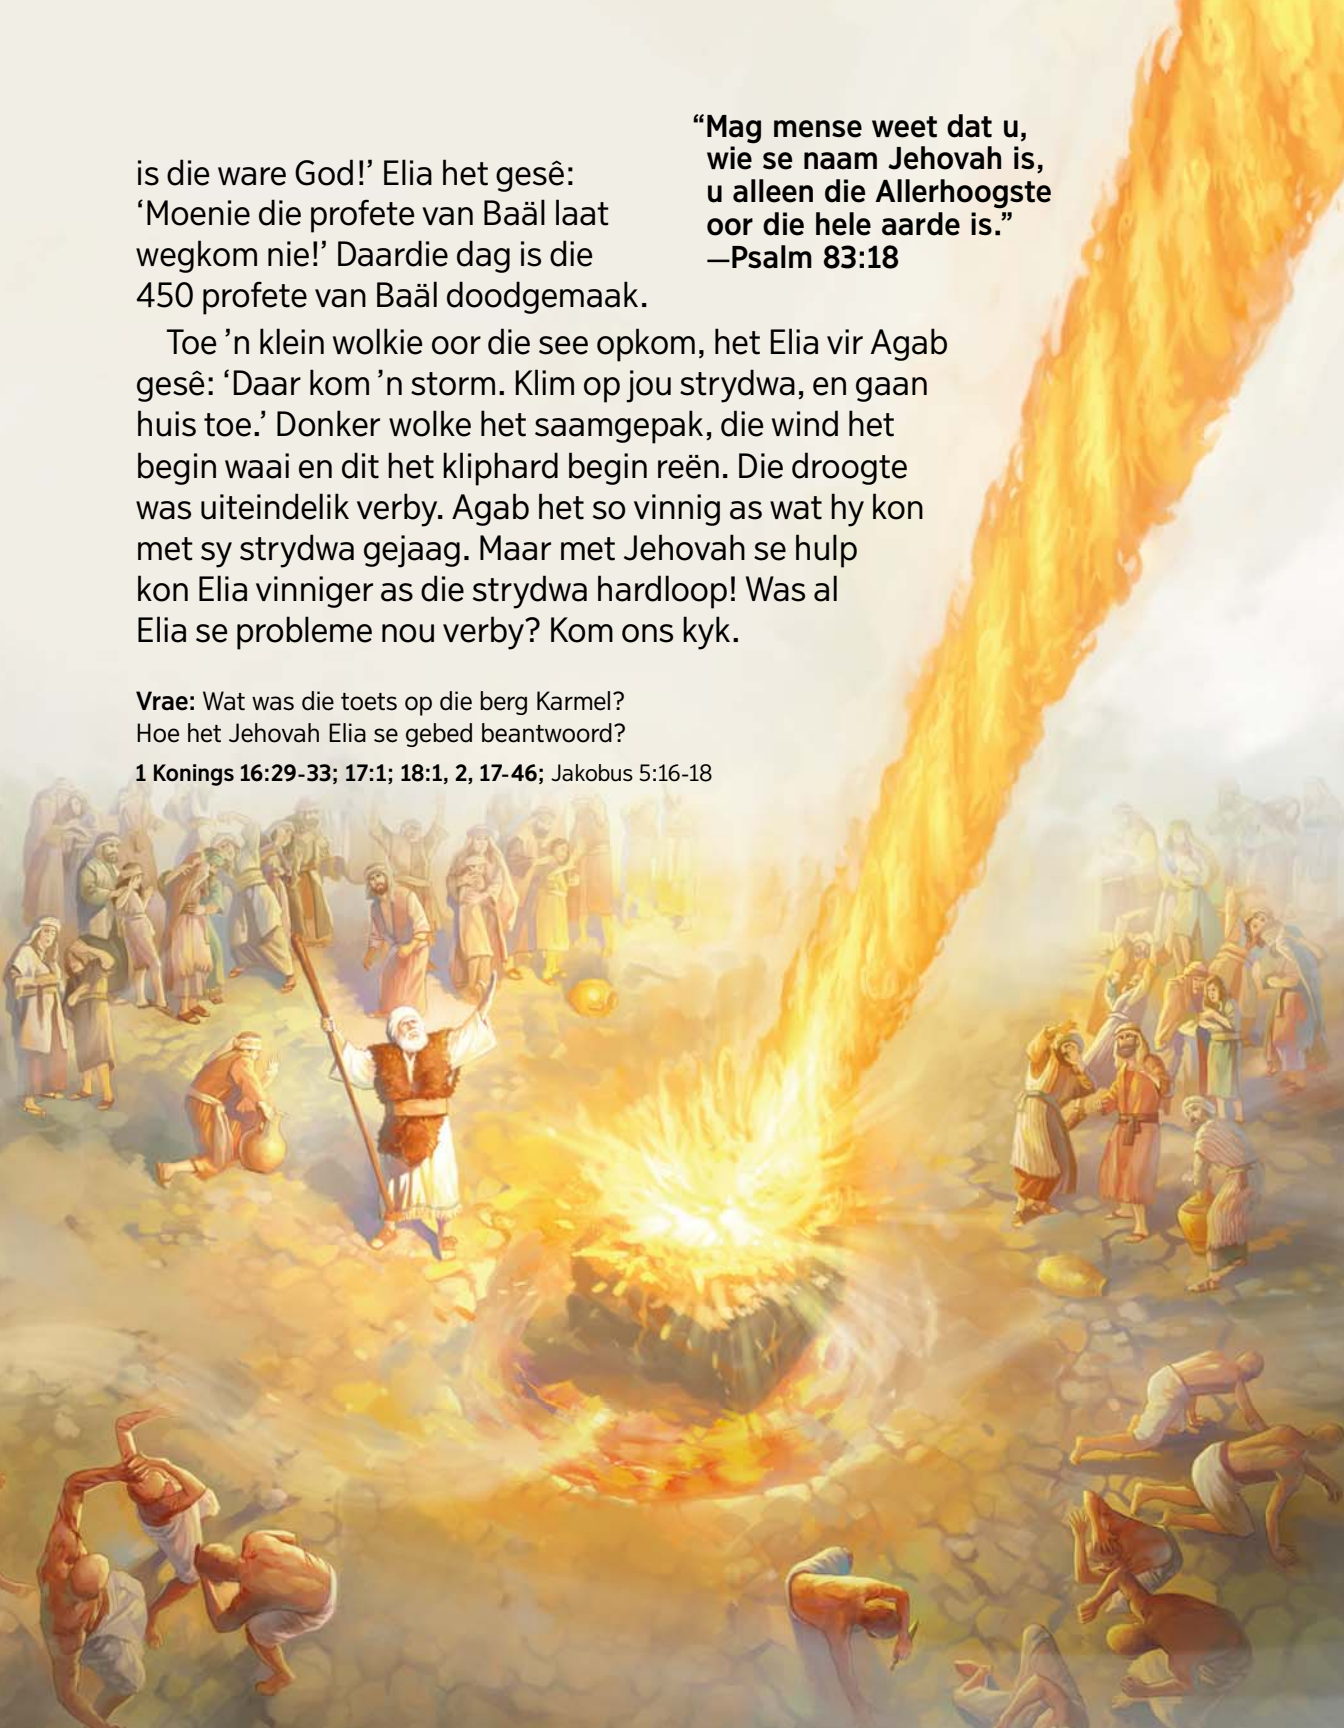 is die ware God!’ Elia het gesê:
‘Moenie die profete van Baäl laat
wegkom nie!’ Daardie dag is die
450 profete van Baäl doodgemaak.
“Mag mense weet dat u,
wie se naam Jehovah is,
u alleen die Allerhoogste
oor die hele aarde is.”
—Psalm 83:18
Toe ’n klein wolkie oor die see opkom, het Elia vir Agab
gesê: ‘Daar kom ’n storm. Klim op jou strydwa, en gaan
huis toe.’ Donker wolke het saamgepak, die wind het
begin waai en dit het kliphard begin reën. Die droogte
was uiteindelik verby. Agab het so vinnig as wat hy kon
met sy strydwa gejaag. Maar met Jehovah se hulp
kon Elia vinniger as die strydwa hardloop! Was al
Elia se probleme nou verby? Kom ons kyk.
Vrae: Wat was die toets op die berg Karmel?
Hoe het Jehovah Elia se gebed beantwoord?
1 Konings 16:29-33; 17:1; 18:1, 2, 17-46; Jakobus 5:16-18